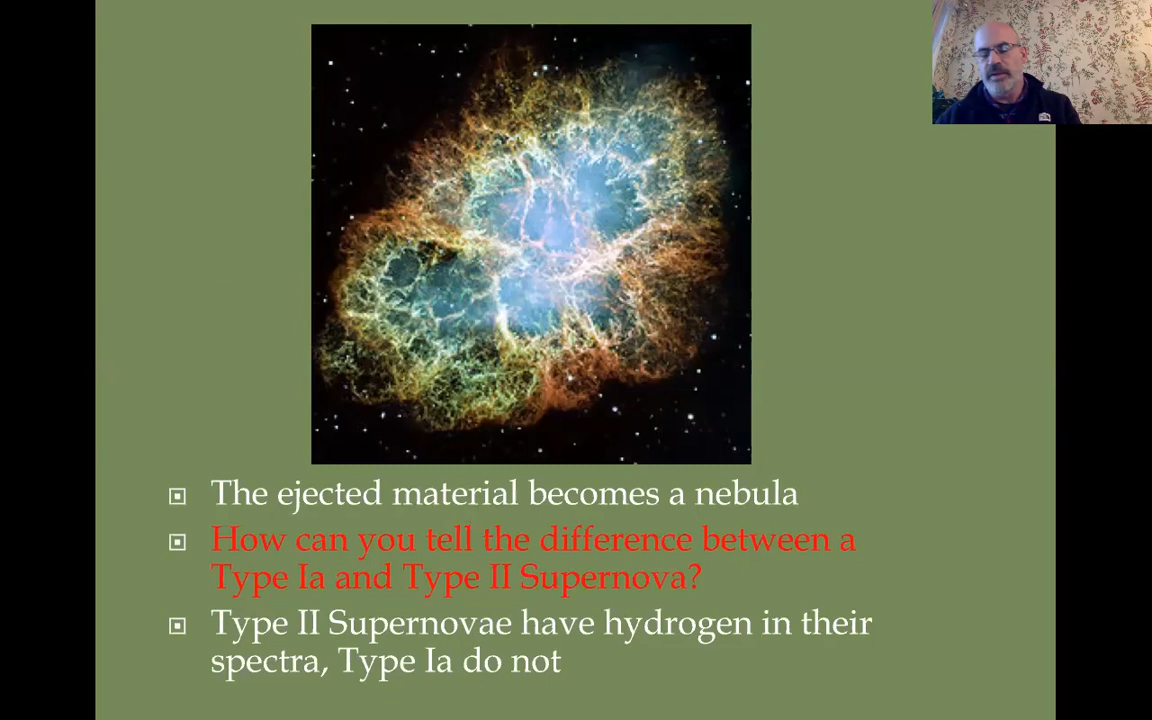 The ejected material becomes a nebula
How can you tell the difference between a
Type Ia and Type II Supernova?
Type II Supernovae have hydrogen in their
spectra, Type Ia do not